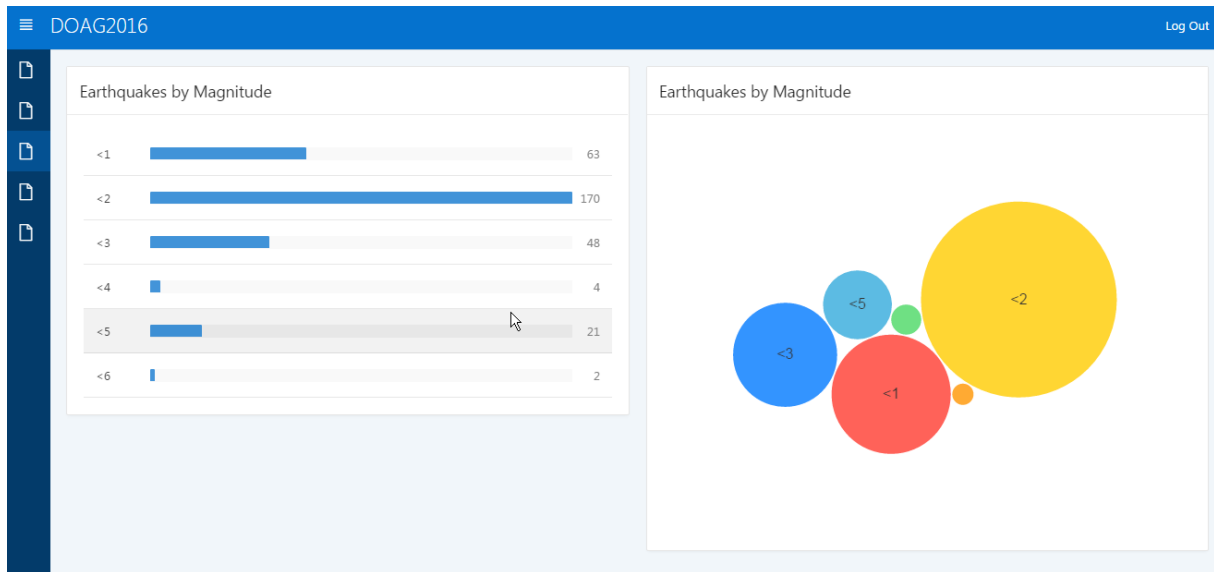 DOAG2016
Log Out
Earthquakes by Magnitude
<1 63
<2 170
<3 48
<4 4
<5 21
<6 2
Earthquakes by Magnitude
<5
<2
<3
<1